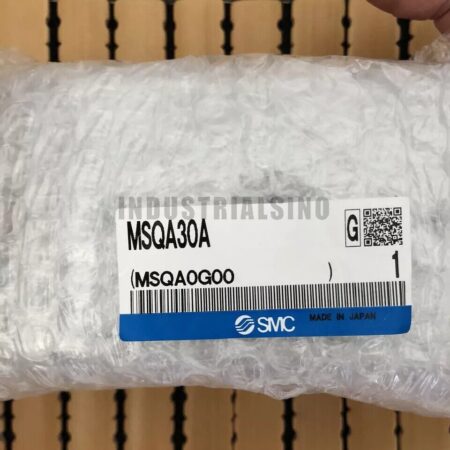 INDUSTRIALSINO
MSQA30A
G
(MSQA0G00 )
1
SMC
MADE IN JAPAN